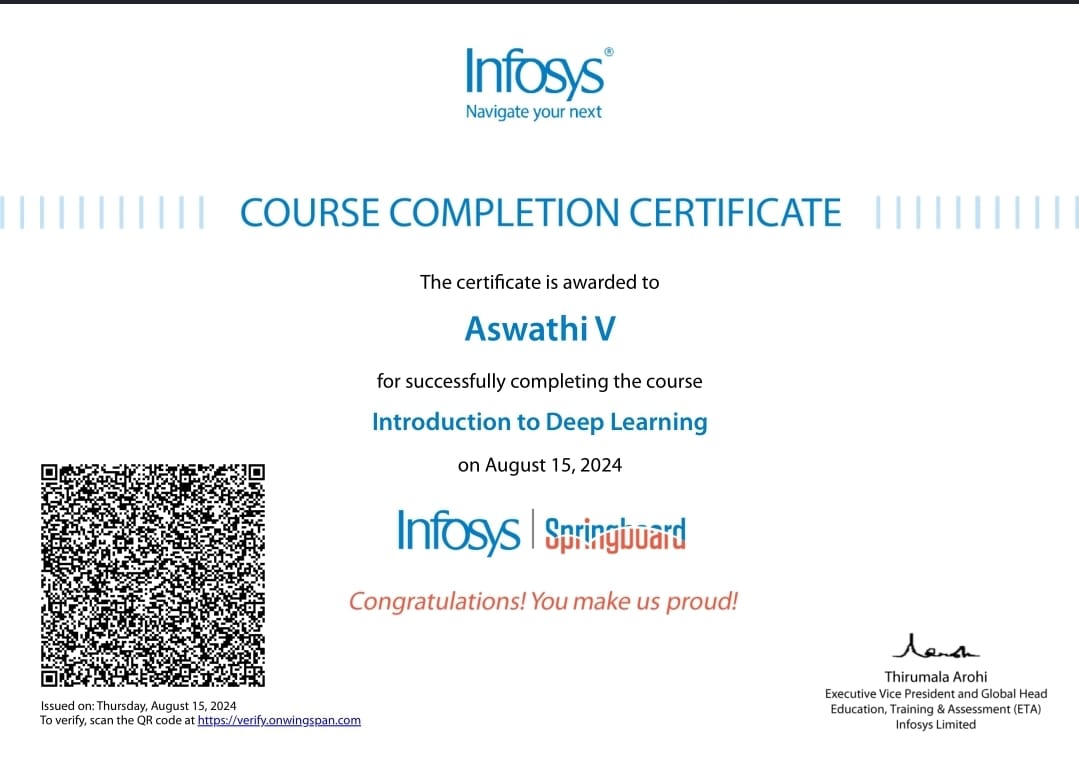 Infosys®
Navigate your next
COURSE COMPLETION CERTIFICATE
The certificate is awarded to
Aswathi V
for successfully completing the course
Introduction to Deep Learning
on August 15, 2024
Infosys | Springboard
Congratulations! You make us proud!
Issued on: Thursday, August 15, 2024
To verify, scan the QR code at https://verify.onwingspan.com
Thirumala Arohi
Executive Vice President and Global Head
Education, Training & Assessment (ETA)
Infosys Limited